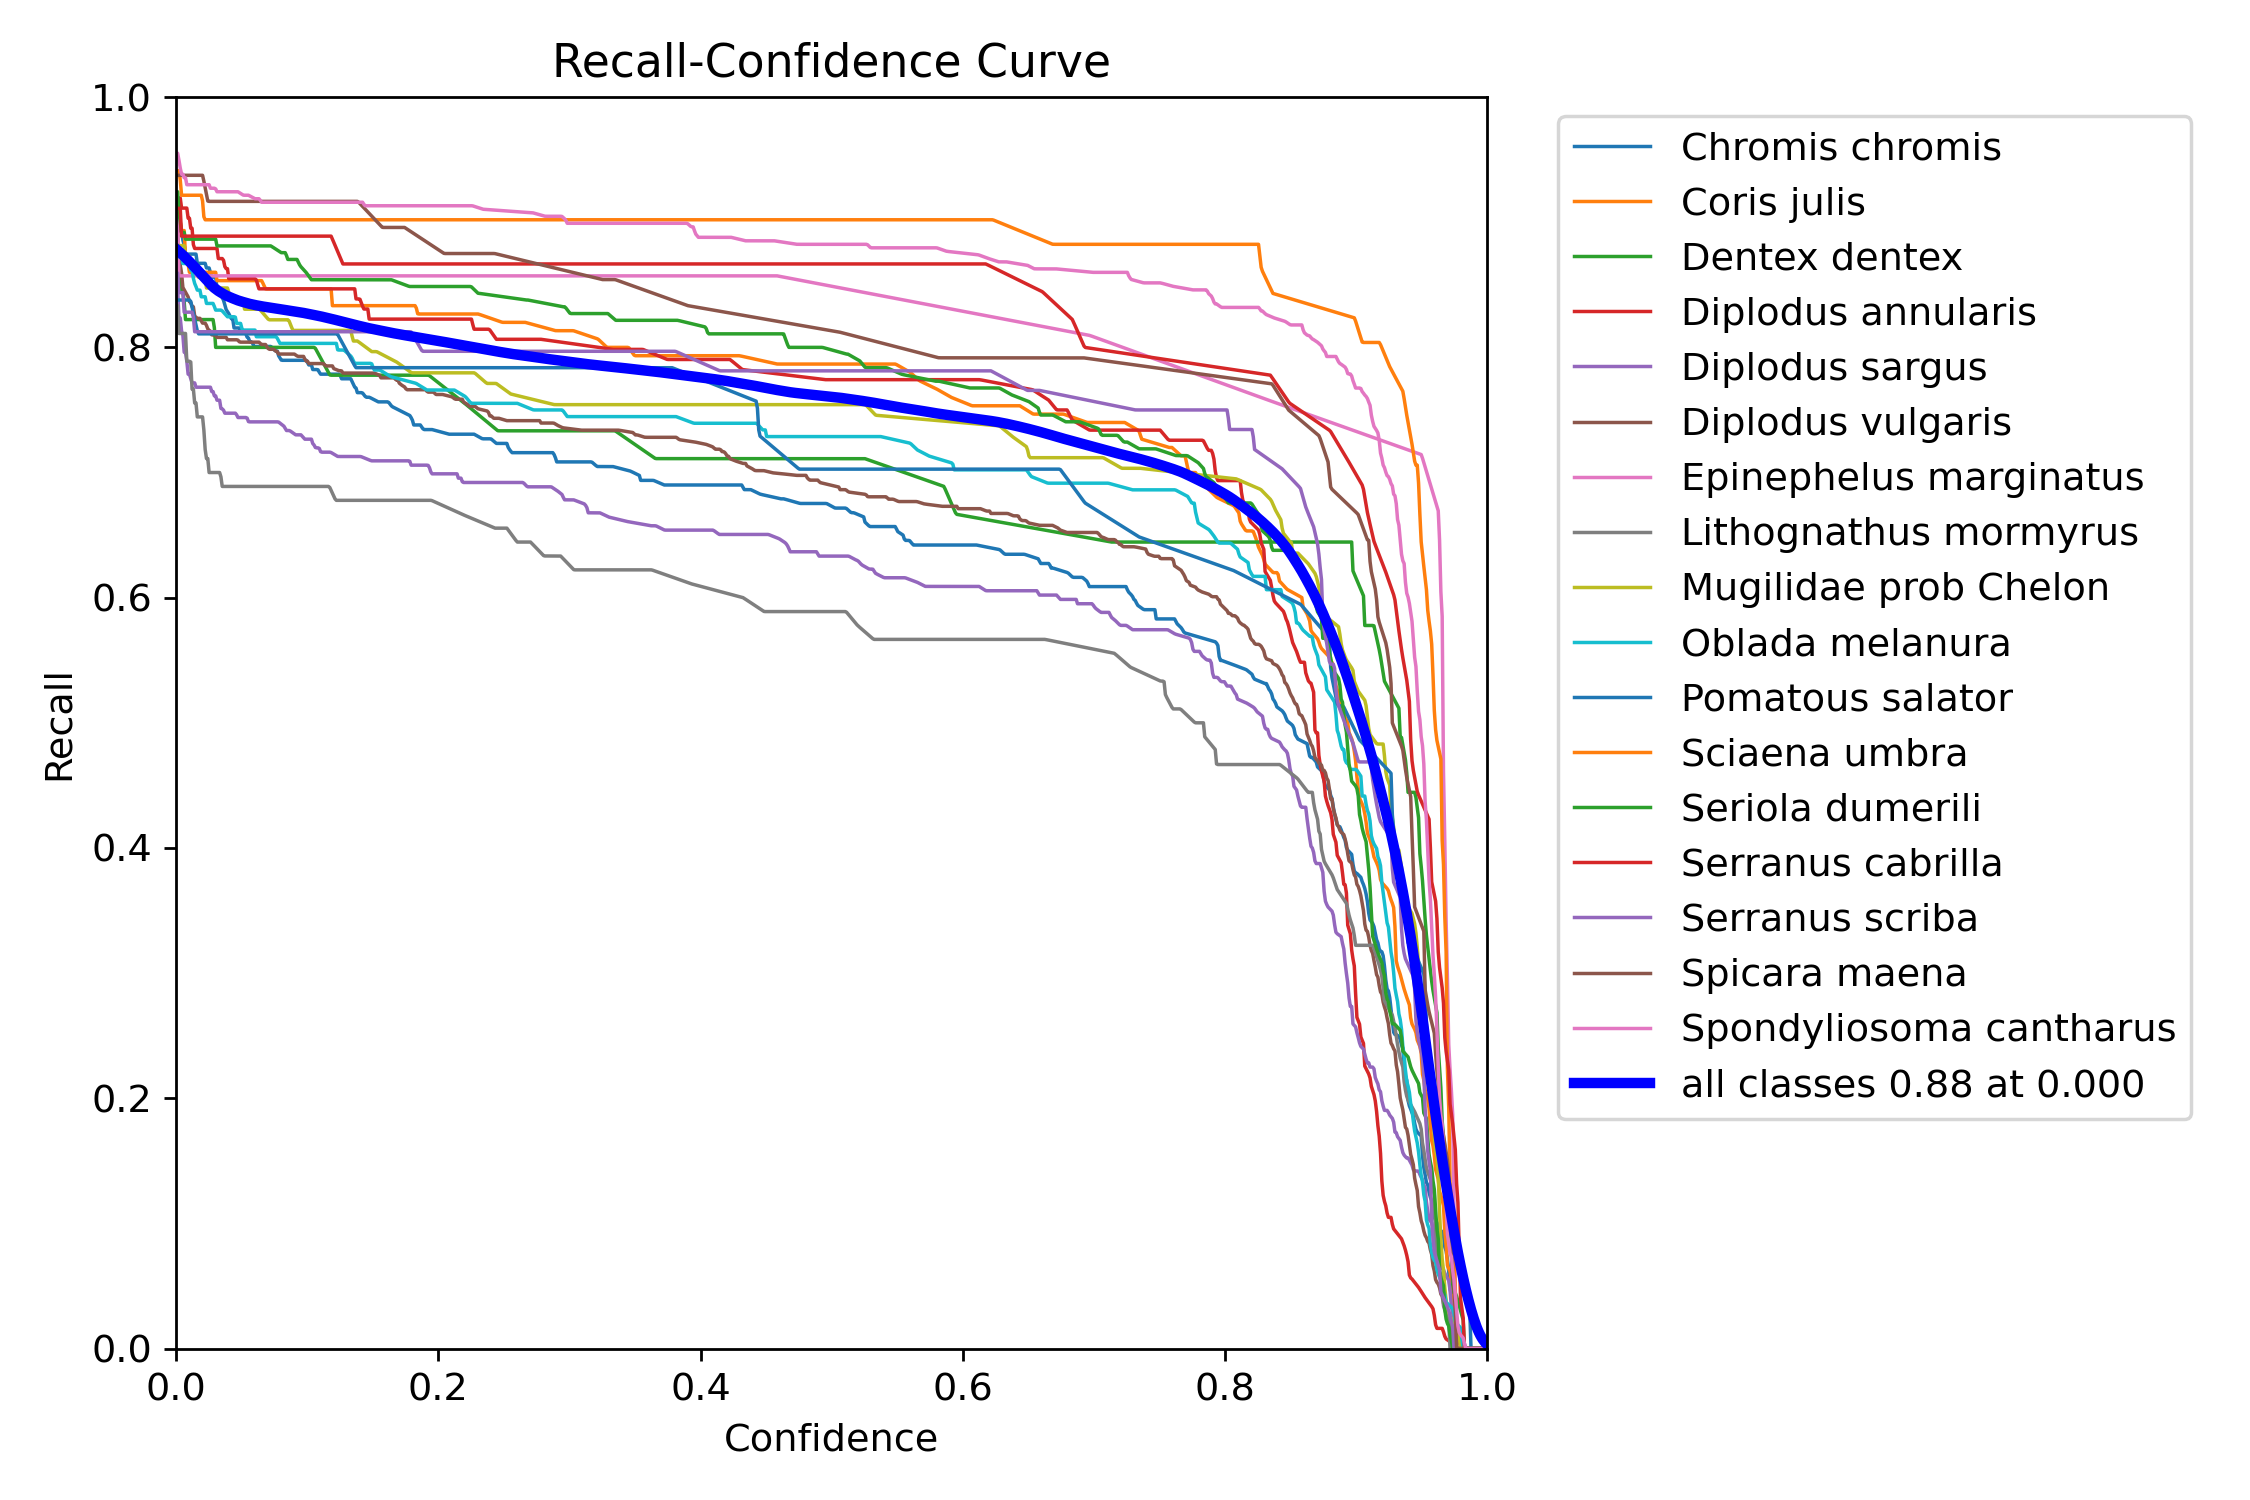 Recall-Confidence Curve
1.0
0.8
0.6
0.4
0.2
0.0
Recall
0.0 0.2 0.4 0.6 0.8 1.0
Confidence
Chromis chromis
Coris julis
Dentex dentex
Diplodus annularis
Diplodus sargus
Diplodus vulgaris
Epinephelus marginatus
Lithognathus mormyrus
Mugilidae prob Chelon
Oblada melanura
Pomatous salator
Sciaena umbra
Seriola dumerili
Serranus cabrilla
Serranus scriba
Spicara maena
Spondyliosoma cantharus
all classes 0.88 at 0.000